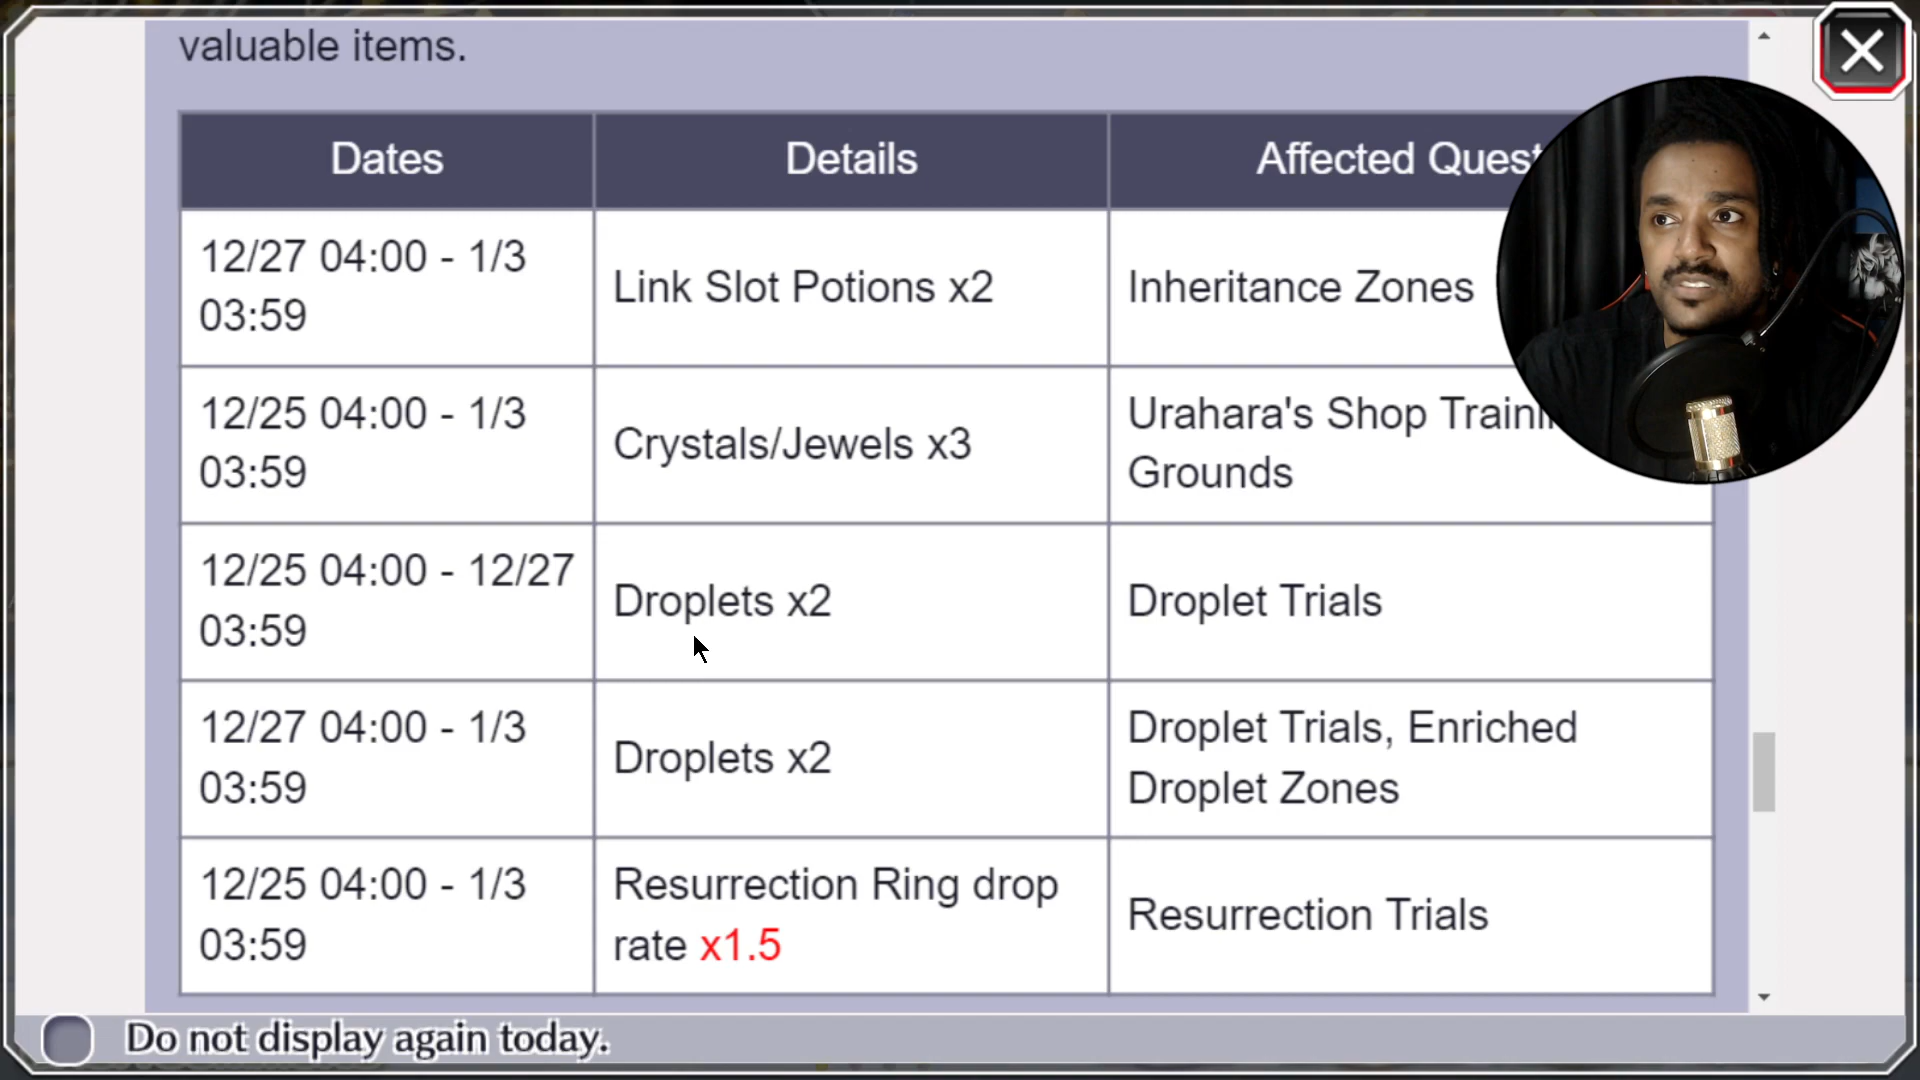 valuable items.
Dates Details Affected Quest
12/27 04:00 - 1/3
03:59
Link Slot Potions x2
Inheritance Zones
12/25 04:00 - 1/3
03:59
Crystals/Jewels x3
Urahara's Shop
Grounds
12/25 04:00 - 12/27
03:59
Droplets x2
Droplet Trials
12/27 04:00 - 1/3
03:59
Droplets x2
Droplet Trials, Enriched
Droplet Zones
12/25 04:00 - 1/3
03:59
Resurrection Ring drop
rate x1.5
Resurrection Trials
Do not display again today.